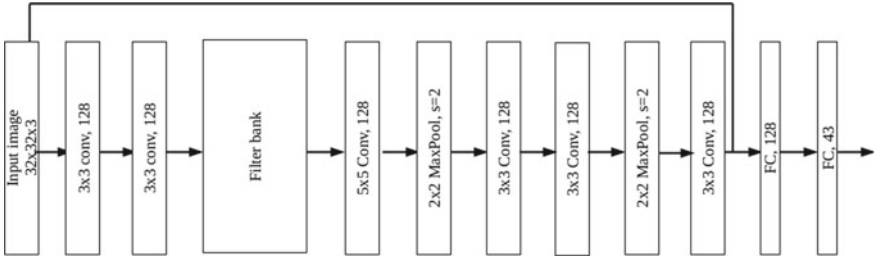 Input image
32x32x3
3x3 conv, 128
3x3 conv, 128
Filter bank
5x5 Conv, 128
2x2 MaxPool, s=2
3x3 Conv, 128
3x3 Conv, 128
2x2 MaxPool, s=2
3x3 Conv, 128
FC, 128
FC, 43